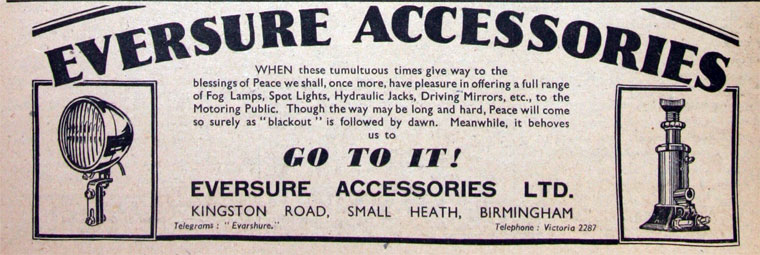 EVERSURE ACCESSORIES
WHEN these tumultuous times give way to the
blessings of Peace we shall, once more, have pleasure in offering a full range
of Fog Lamps, Spot Lights, Hydraulic Jacks, Driving Mirrors, etc., to the
Motoring Public. Though the way may be long and hard, Peace will come
so surely as "blackout" is followed by dawn. Meanwhile, it behoves
us to
GO TO IT!
EVERSURE ACCESSORIES LTD.
KINGSTON ROAD, SMALL HEATH, BIRMINGHAM
Telegrams : "Evarshure." Telephone : Victoria 2287